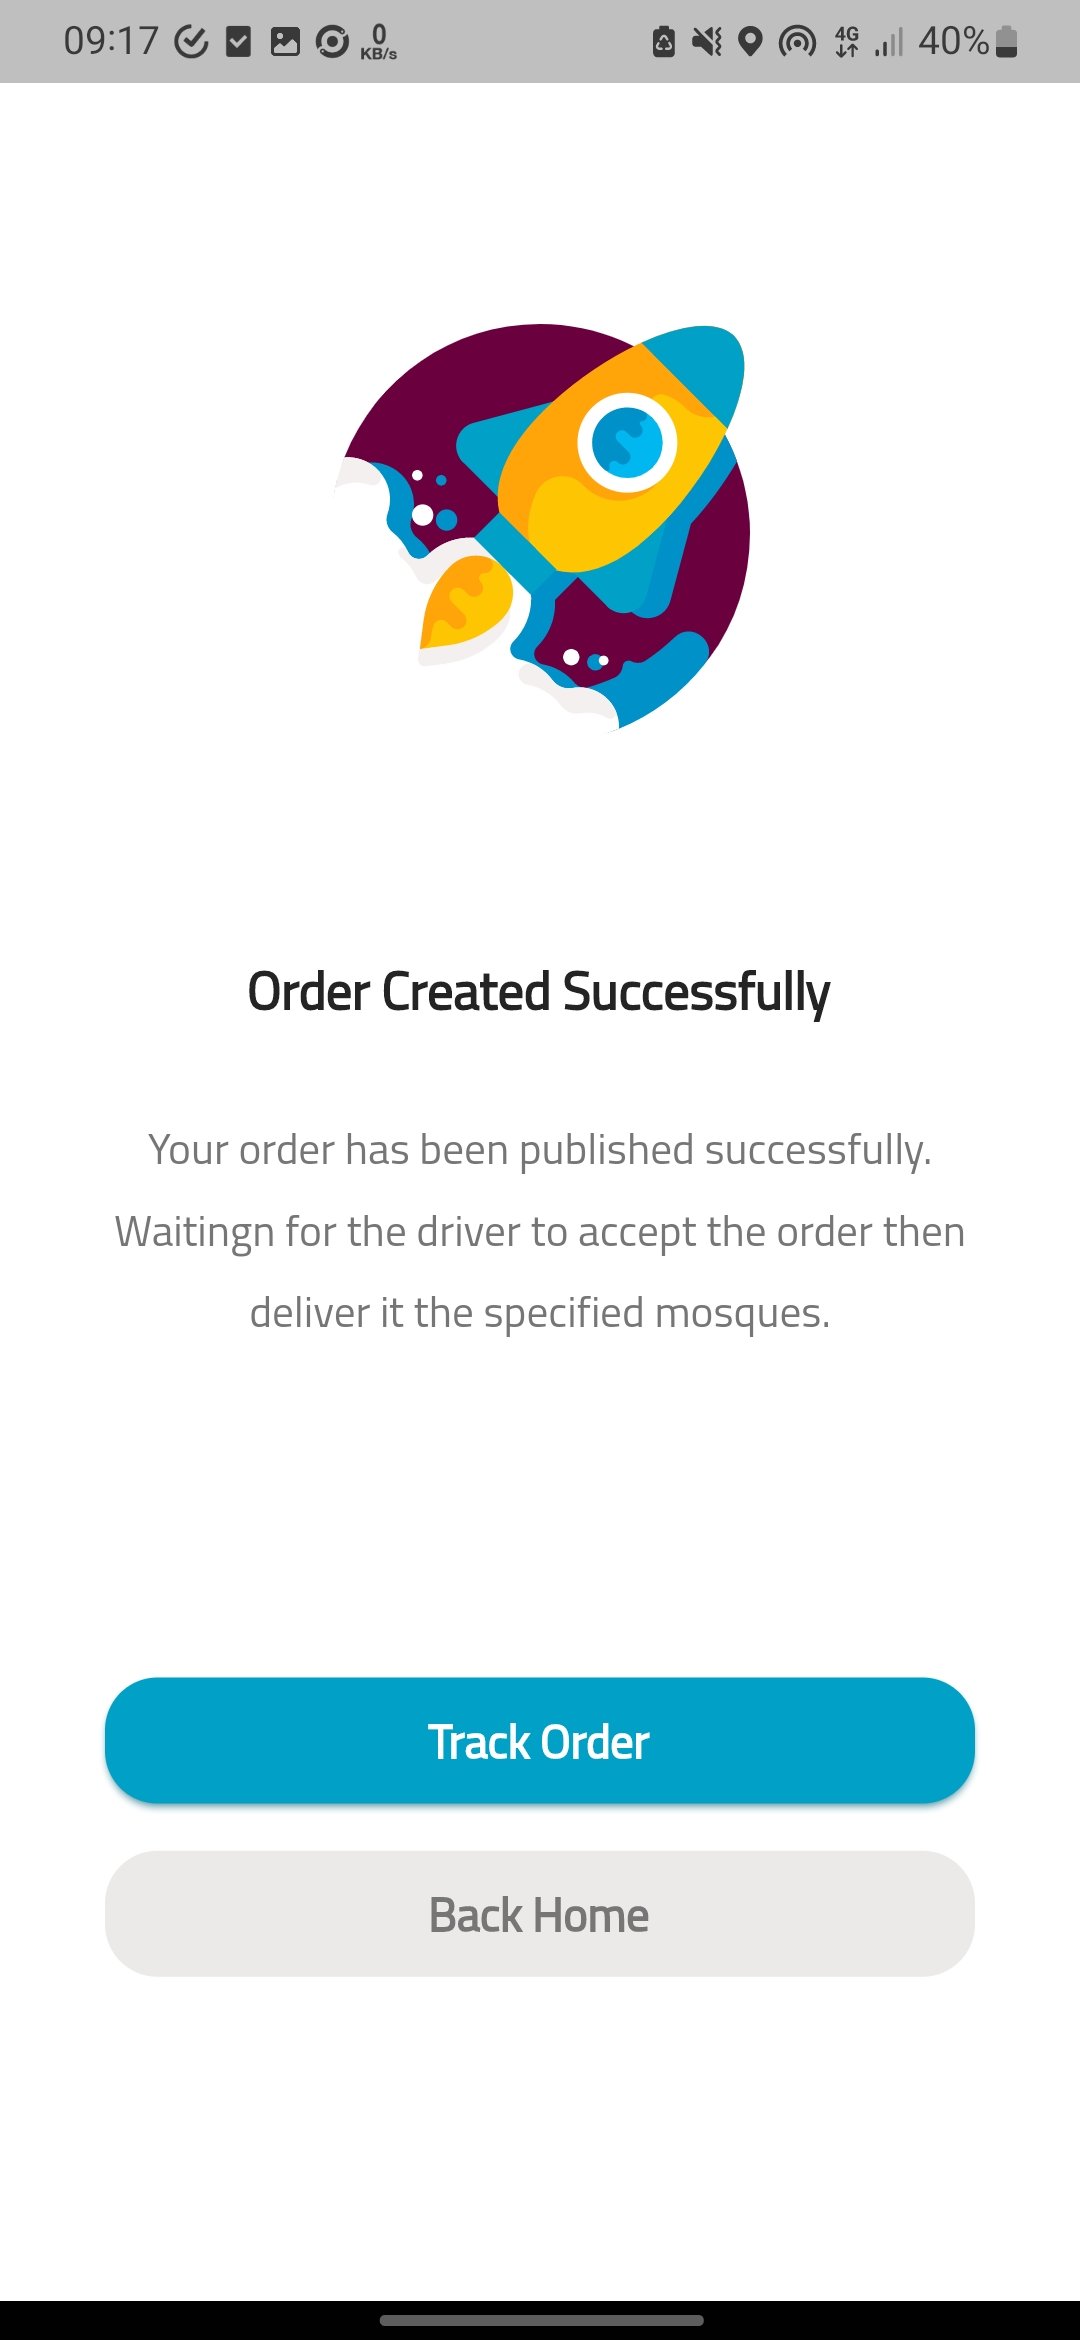 09:17 0 KB/s 4G 40%
Order Created Successfully
Your order has been published successfully.
Waitingn for the driver to accept the order then
deliver it the specified mosques.
Track Order
Back Home